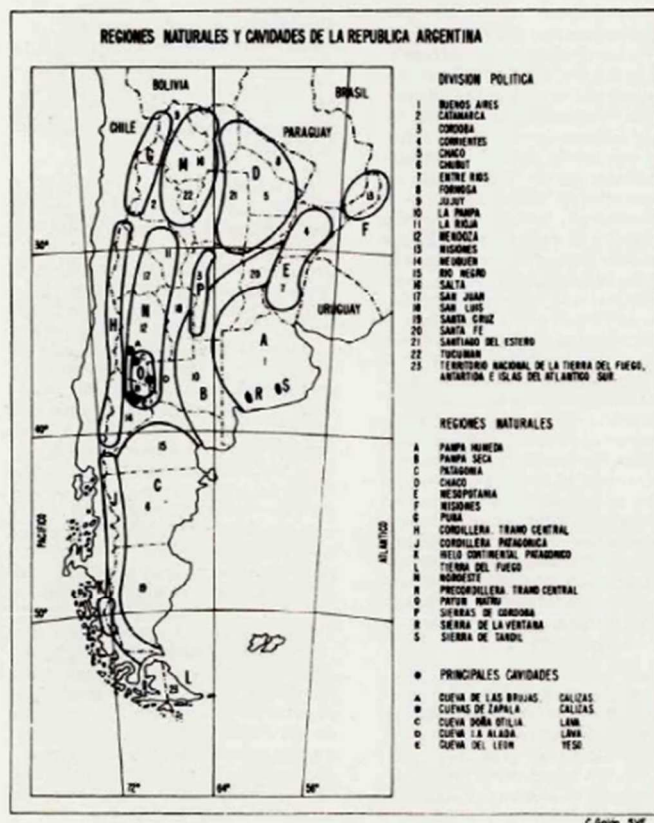 REGIONES NATURALES Y CAVIDADES DE LA REPUBLICA ARGENTINA
BOLIVIA
BRASIL
CHILE
PARAGUAY
URUGUAY
PACIFICO
ATLANTICO
30°
40°
50°
72°
64°
56°
DIVISION POLITICA
1 BUENOS AIRES
2 CATAMARCA
3 CORDOBA
4 CORRIENTES
5 CHACO
6 CHUBUT
7 ENTRE RIOS
8 FORMOSA
9 JUJUY
10 LA PAMPA
11 LA RIOJA
12 MENDOZA
13 MISIONES
14 NEUQUEN
15 RIO NEGRO
16 SALTA
17 SAN JUAN
18 SAN LUIS
19 SANTA CRUZ
20 SANTA FE
21 SANTIAGO DEL ESTERO
22 TUCUMAN
23 TERRITORIO NACIONAL DE LA TIERRA DEL FUEGO,
ANTARTIDA E ISLAS DEL ATLANTICO SUR.
REGIONES NATURALES
A PAMPA HUMEDA
B PAMPA SECA
C PATAGONIA
D CHACO
E MESOPOTAMIA
F MISIONES
G PUNA
H CORDILLERA. TRAMO CENTRAL
J CORDILLERA PATAGONICA
K HIELO CONTINENTAL PATAGONICO
L TIERRA DEL FUEGO
M NOROESTE
N PRECORDILLERA. TRAMO CENTRAL
O PAYUN MATRU
P SIERRAS DE CORDOBA
R SIERRA DE LA VENTANA
S SIERRA DE TANDIL
PRINCIPALES CAVIDADES
A CUEVA DE LAS BRUJAS. CALIZAS.
B CUEVAS DE ZAPALA CALIZAS.
C CUEVA DOÑA OTILIA LAVA.
D CUEVA LA ALADA. LAVA.
E CUEVA DEL LEON YESO.